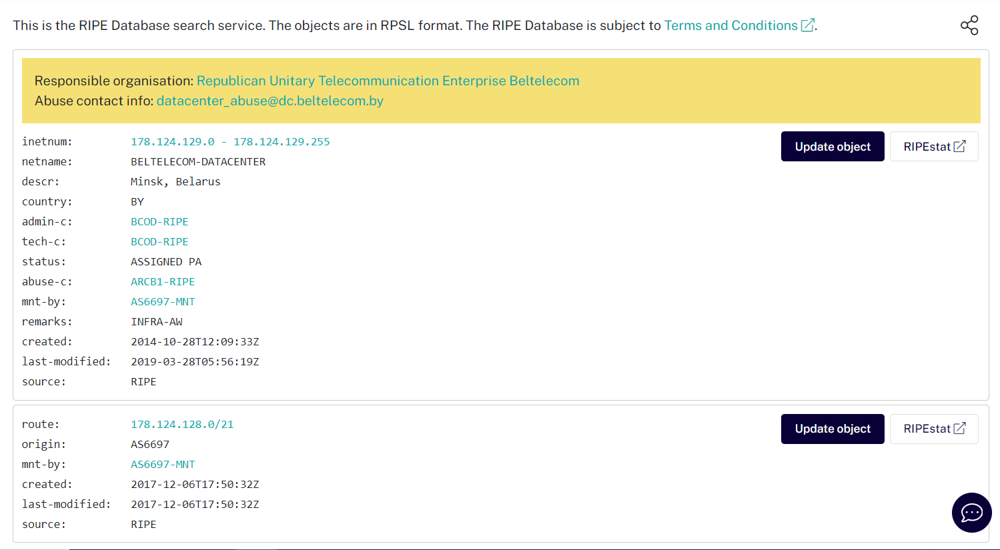 This is the RIPE Database search service. The objects are in RPSL format. The RIPE Database is subject to Terms and Conditions.
Responsible organisation: Republican Unitary Telecommunication Enterprise Beltelecom
Abuse contact info: datacenter_abuse@dc.beltelecom.by
inetnum: 178.124.129.0 - 178.124.129.255
Update object
RIPEstat
netname: BELTELECOM-DATACENTER
descr: Minsk, Belarus
country: BY
admin-c: BCOD-RIPE
tech-c: BCOD-RIPE
status: ASSIGNED PA
abuse-c: ARCB1-RIPE
mnt-by: AS6697-MNT
remarks: INFRA-AW
created: 2014-10-28T12:09:33Z
last-modified: 2019-03-28T05:56:19Z
source: RIPE
route: 178.124.128.0/21
Update object
RIPEstat
origin: AS6697
mnt-by: AS6697-MNT
created: 2017-12-06T17:50:32Z
last-modified: 2017-12-06T17:50:32Z
source: RIPE